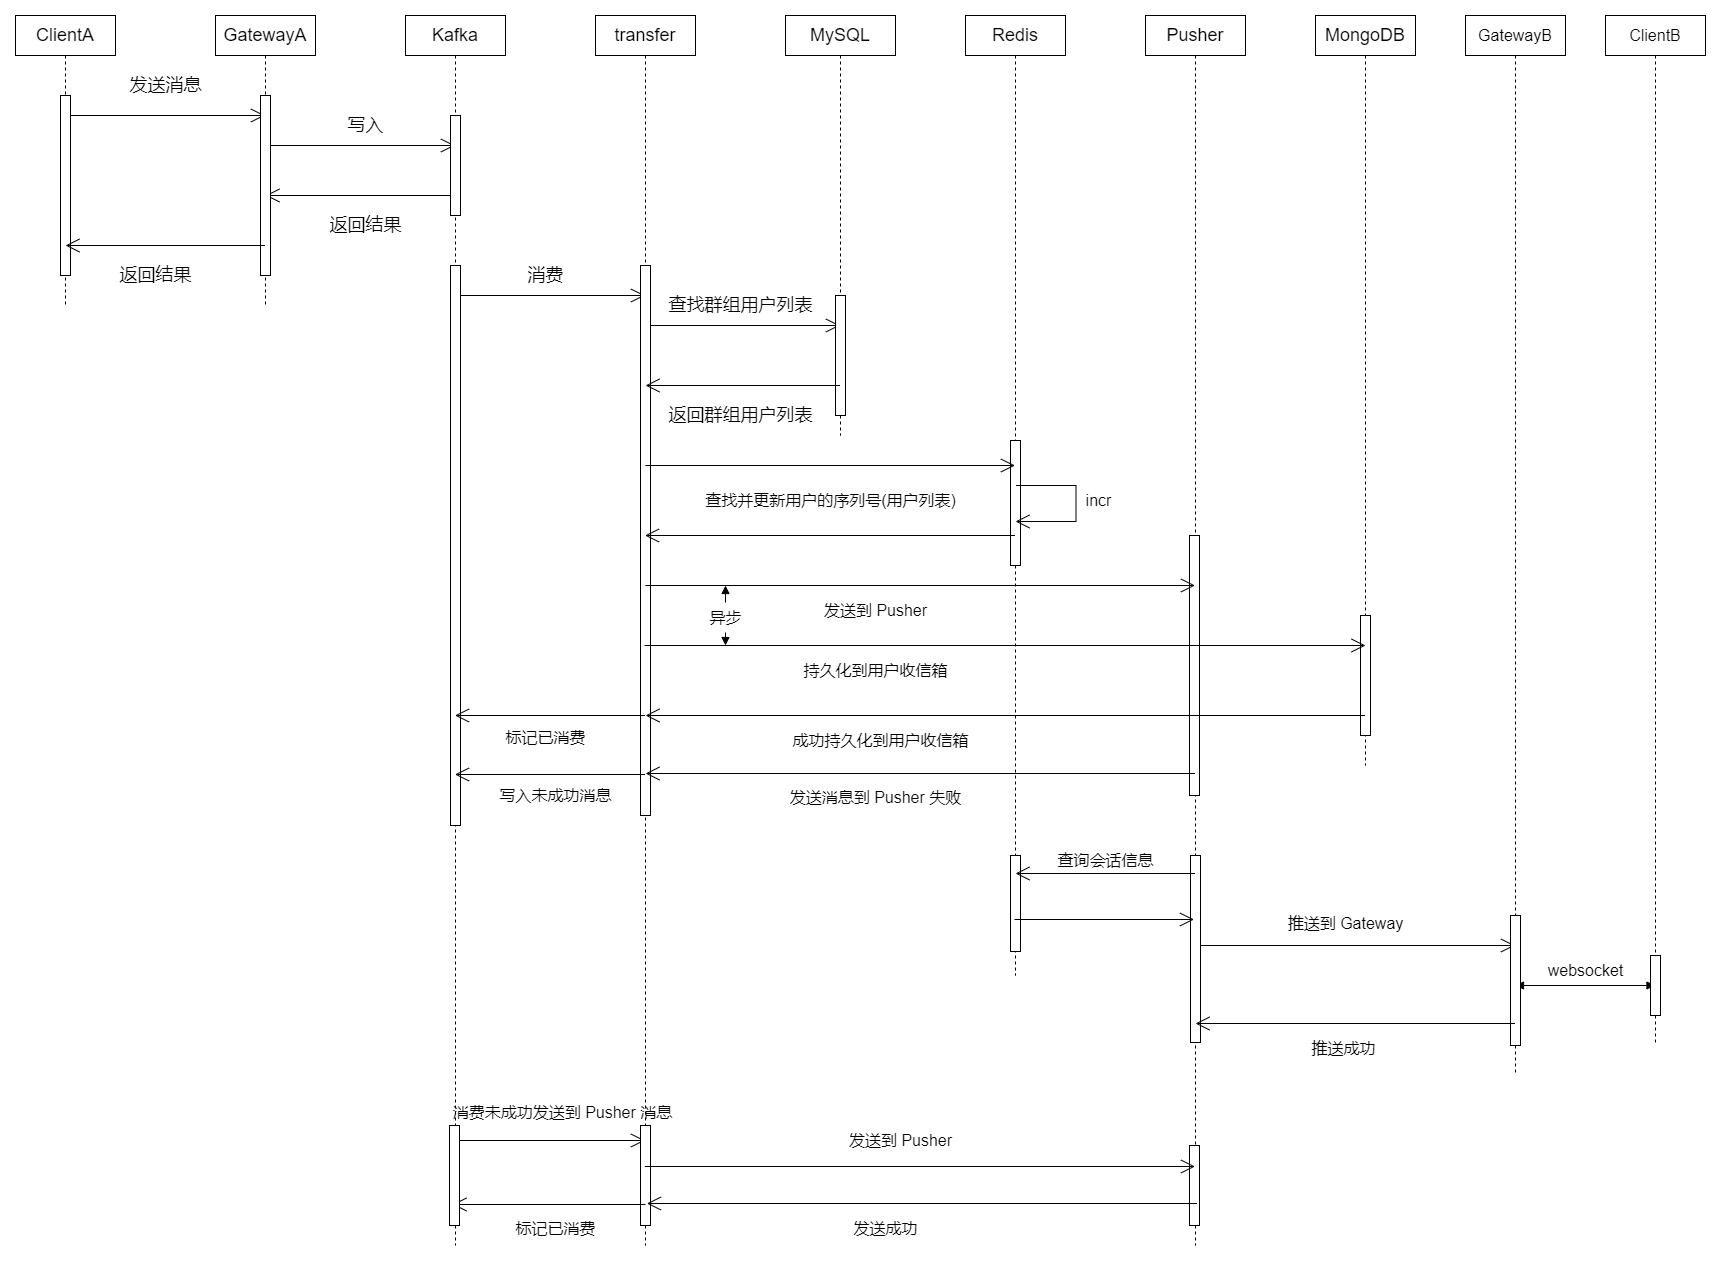 ClientA
GatewayA
Kafka
transfer
MySQL
Redis
Pusher
MongoDB
GatewayB
ClientB
发送消息
写入
返回结果
返回结果
消费
查找群组用户列表
返回群组用户列表
查找并更新用户的序列号(用户列表)
incr
异步
发送到 Pusher
持久化到用户收信箱
标记已消费
成功持久化到用户收信箱
写入未成功消息
发送消息到 Pusher 失败
查询会话信息
推送到 Gateway
websocket
推送成功
消费未成功发送到 Pusher 消息
发送到 Pusher
标记已消费
发送成功